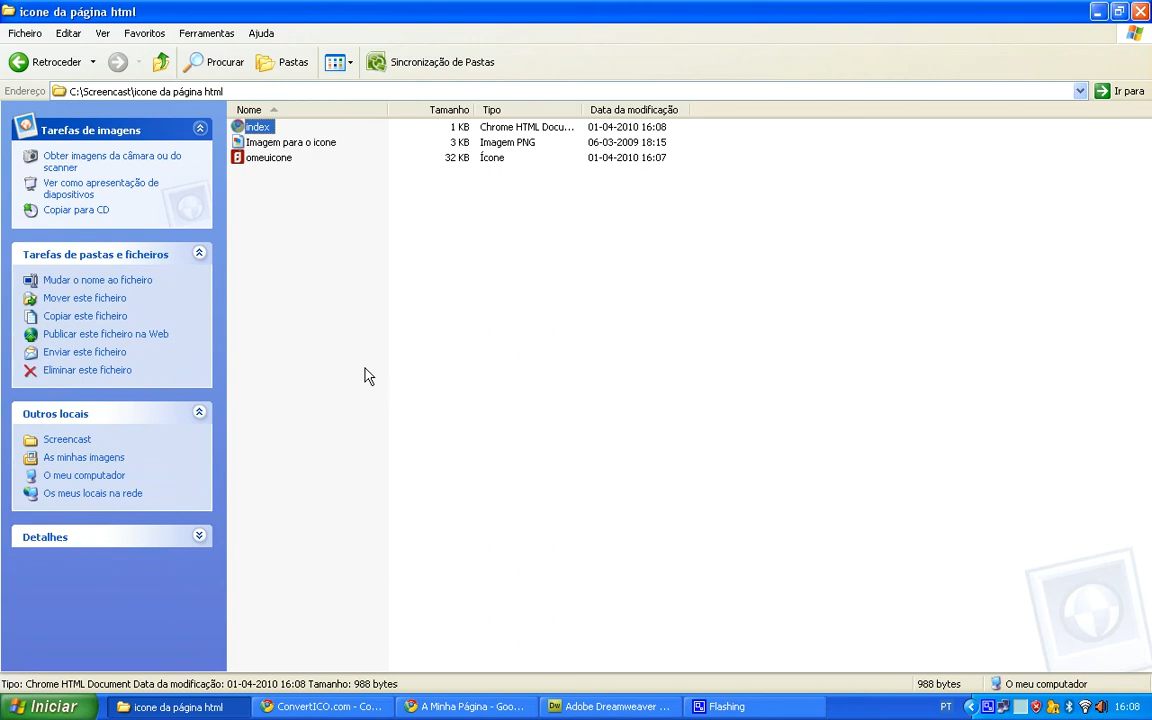 icone da página html
Ficheiro Editar Ver Favoritos Ferramentas Ajuda
Retroceder Procurar Pastas Sincronização de Pastas
Endereço C:\Screencast\icone da página html Ir para
Nome Tamanho Tipo Data da modificação
index 1 KB Chrome HTML Docu... 01-04-2010 16:08
Imagem para o icone 3 KB Imagem PNG 06-03-2009 18:15
omeuicone 32 KB Ícone 01-04-2010 16:07
Tarefas de imagens
Obter imagens da câmara ou do
scanner
Ver como apresentação de
diapositivos
Copiar para CD
Tarefas de pastas e ficheiros
Mudar o nome ao ficheiro
Mover este ficheiro
Copiar este ficheiro
Publicar este ficheiro na Web
Enviar este ficheiro
Eliminar este ficheiro
Outros locais
Screencast
As minhas imagens
O meu computador
Os meus locais na rede
Detalhes
Tipo: Chrome HTML Document Data da modificação: 01-04-2010 16:08 Tamanho: 988 bytes 988 bytes O meu computador
Iniciar icone da página html ConvertICO.com - Co... A Minha Página - Goo... Adobe Dreamweaver ... Flashing PT 16:08